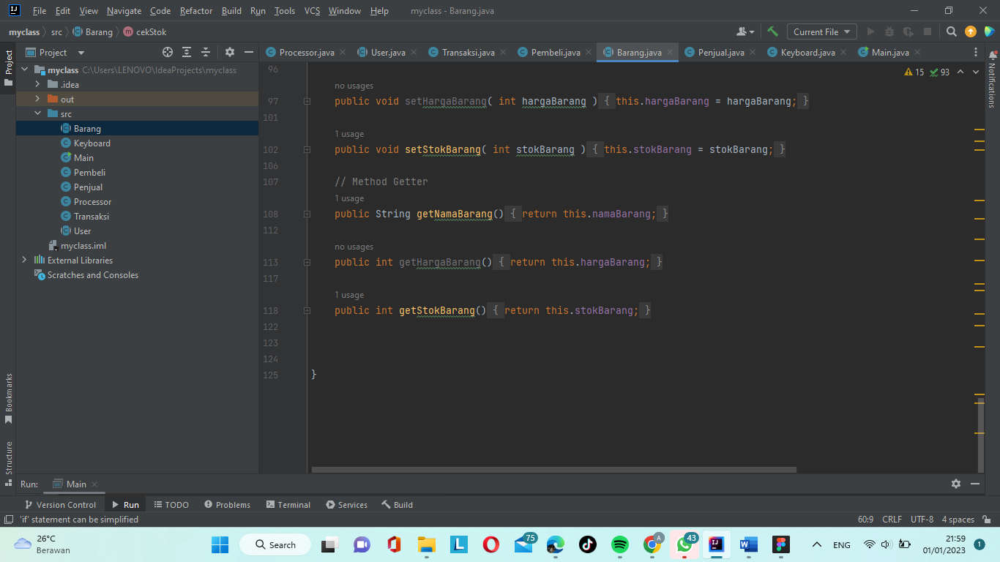 File Edit View Navigate Code Refactor Build Run Tools VCS Window Help myclass - Barang.java
myclass src Barang cekStok Current File
Project
Processor.java User.java Transaksi.java Pembeli.java Barang.java Penjual.java Keyboard.java Main.java
Project
Notifications
Bookmarks
Structure
myclass C:\Users\LENOVO\IdeaProjects\myclass
.idea
out
src
Barang
Keyboard
Main
Pembeli
Penjual
Processor
Transaksi
User
myclass.iml
External Libraries
Scratches and Consoles
15 93
96
no usages
97 public void setHargaBarang( int hargaBarang ) { this.hargaBarang = hargaBarang; }
101
1 usage
102 public void setStokBarang( int stokBarang ) { this.stokBarang = stokBarang; }
106
107 // Method Getter
1 usage
108 public String getNamaBarang() { return this.namaBarang; }
112
no usages
113 public int getHargaBarang() { return this.hargaBarang; }
117
1 usage
118 public int getStokBarang() { return this.stokBarang; }
122
123
124
125 }
Run: Main
Version Control Run TODO Problems Terminal Services Build
'if' statement can be simplified 60:9 CRLF UTF-8 4 spaces
26°C
Berawan
Search
75
A
43
ENG
21:59
01/01/2023
1